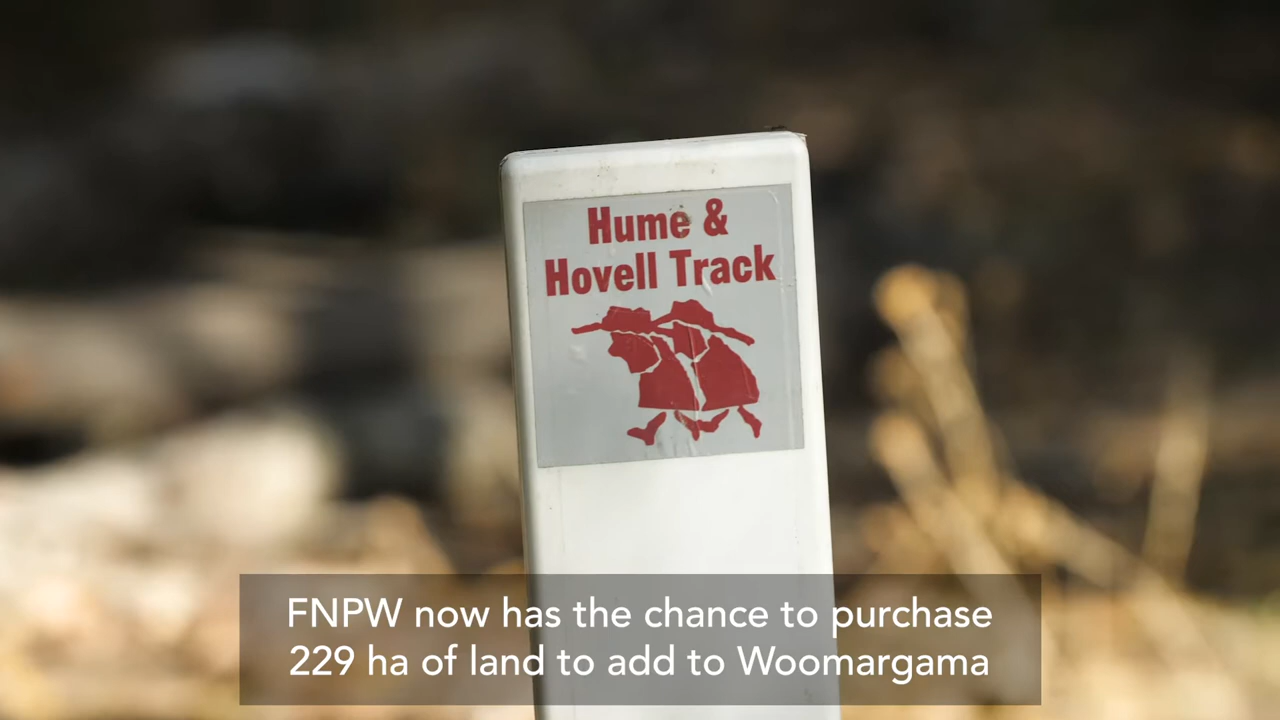 Hume &
Hovell Track
FNPW now has the chance to purchase
229 ha of land to add to Woomargama